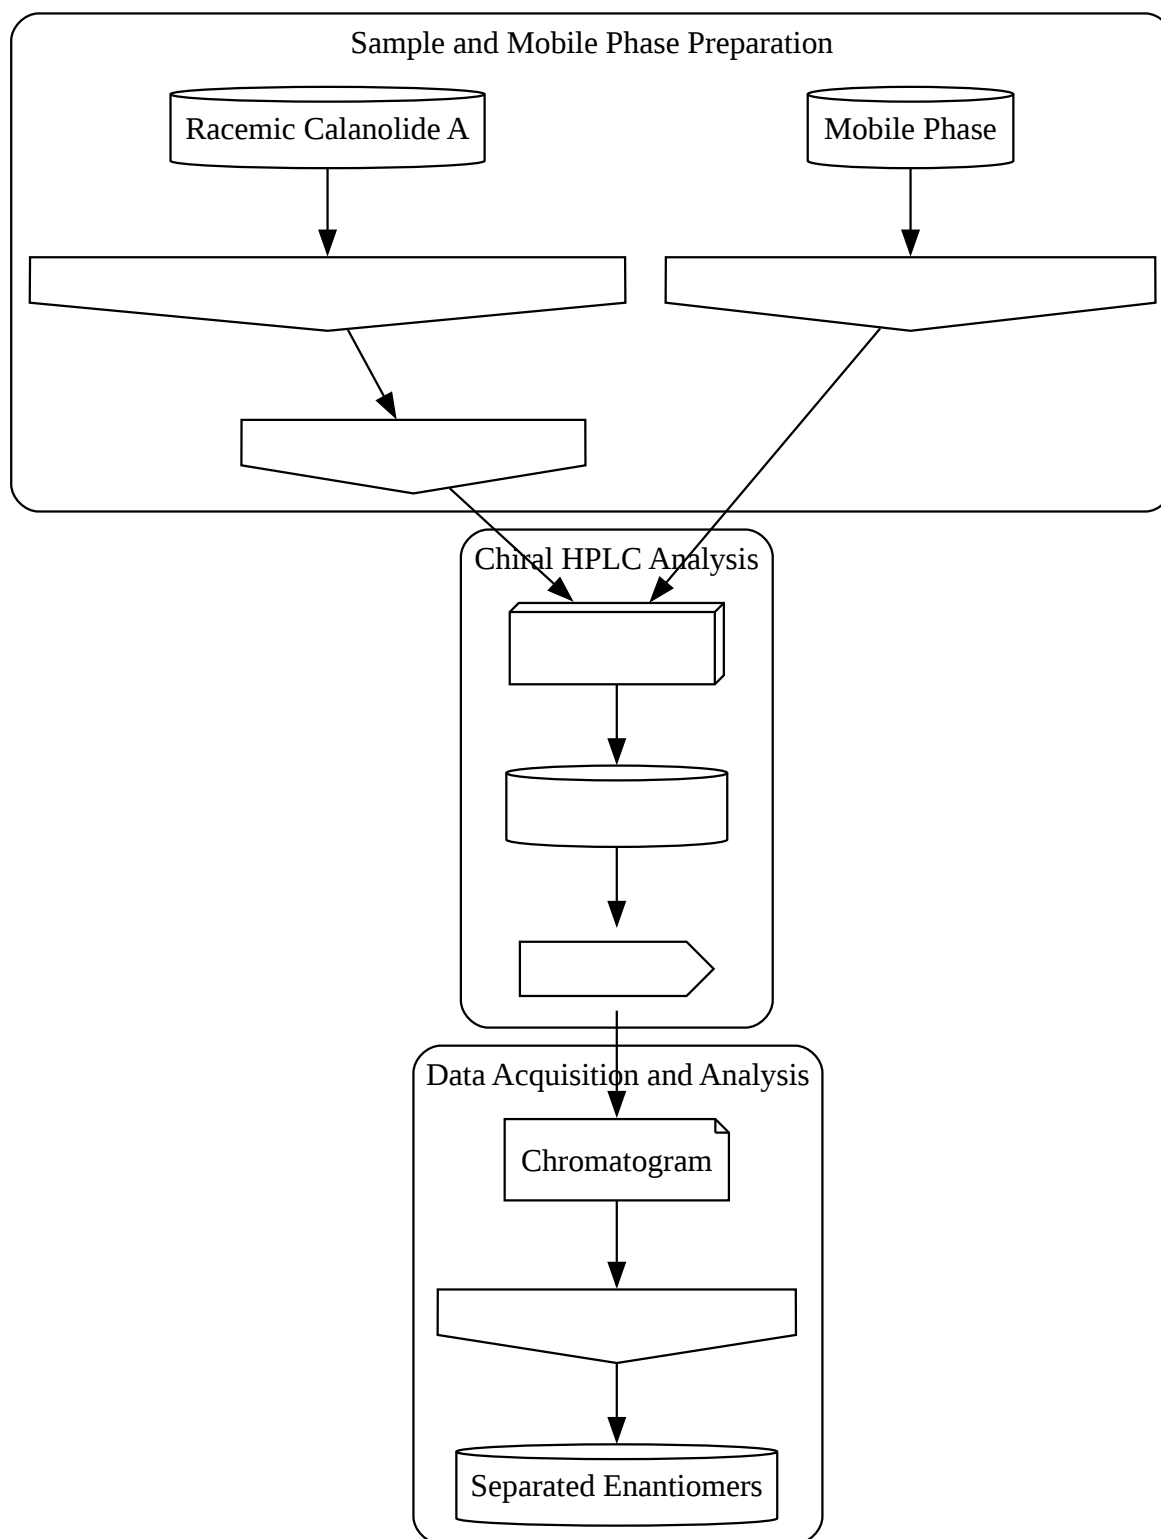 Sample and Mobile Phase Preparation
Racemic Calanolide A
Mobile Phase
Chiral HPLC Analysis
Data Acquisition and Analysis
Chromatogram
Separated Enantiomers